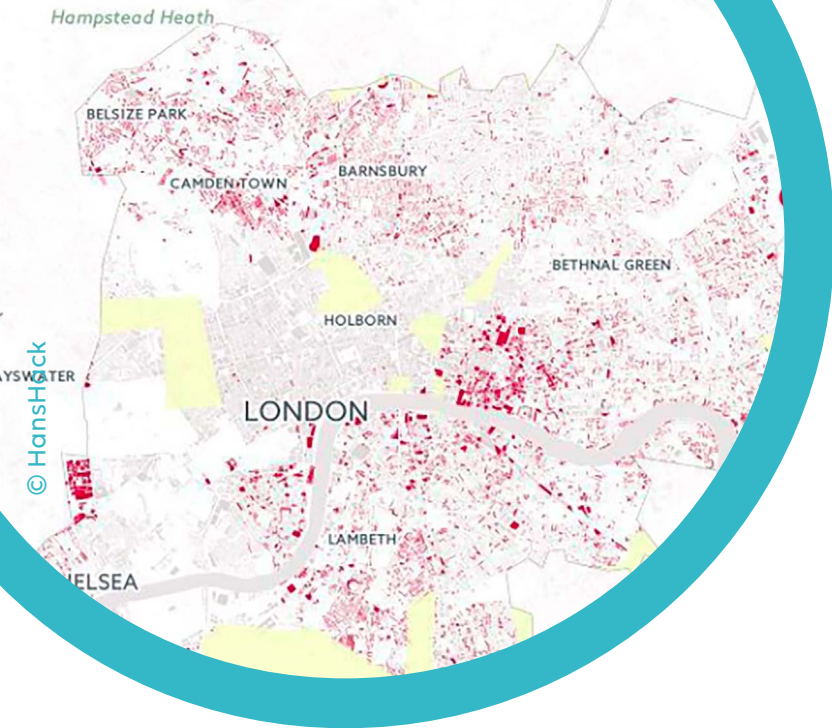 Hampstead Heath
BELSIZE PARK
CAMDEN TOWN
BARNSBURY
BETHNAL GREEN
HOLBORN
LONDON
LAMBETH
© HansHack